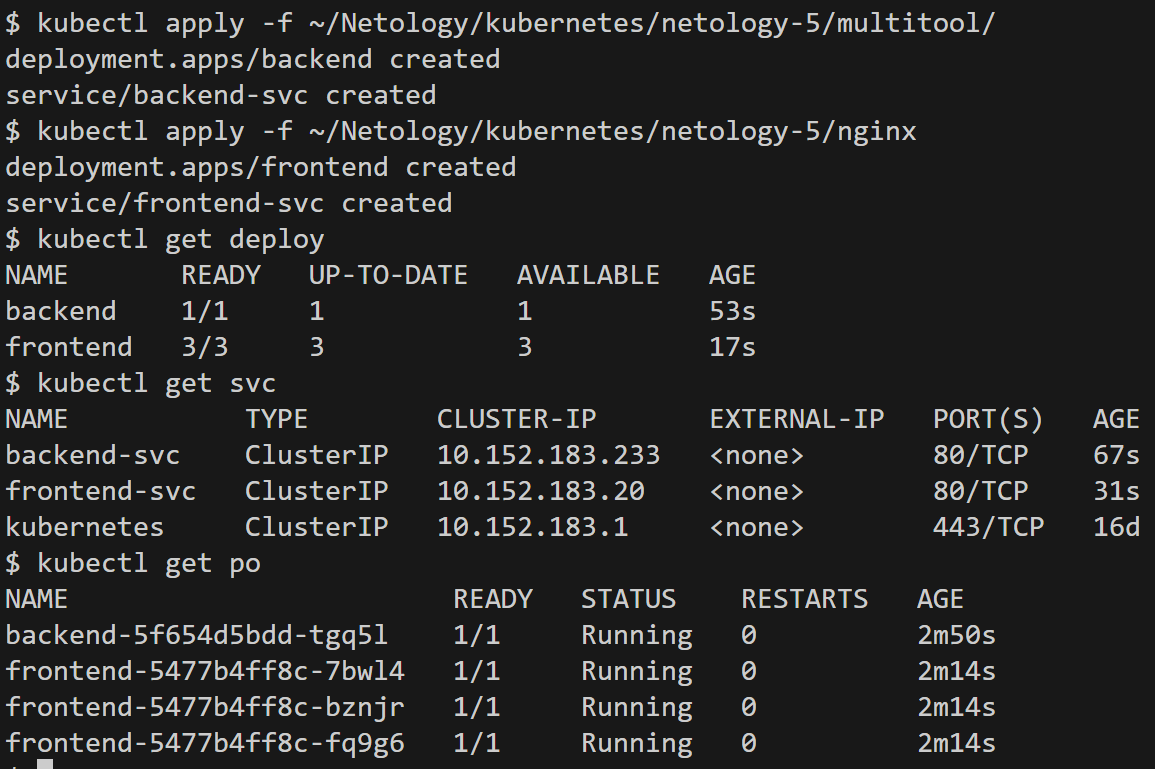 $ kubectl apply -f ~/Netology/kubernetes/netology-5/multitool/
deployment.apps/backend created
service/backend-svc created
$ kubectl apply -f ~/Netology/kubernetes/netology-5/nginx
deployment.apps/frontend created
service/frontend-svc created
$ kubectl get deploy
NAME       READY   UP-TO-DATE   AVAILABLE   AGE
backend    1/1     1            1           53s
frontend   3/3     3            3           17s
$ kubectl get svc
NAME           TYPE        CLUSTER-IP       EXTERNAL-IP   PORT(S)   AGE
backend-svc    ClusterIP   10.152.183.233   <none>        80/TCP    67s
frontend-svc   ClusterIP   10.152.183.20    <none>        80/TCP    31s
kubernetes     ClusterIP   10.152.183.1     <none>        443/TCP   16d
$ kubectl get po
NAME                        READY   STATUS    RESTARTS   AGE
backend-5f654d5bdd-tgq5l    1/1     Running   0          2m50s
frontend-5477b4ff8c-7bwl4   1/1     Running   0          2m14s
frontend-5477b4ff8c-bznjr   1/1     Running   0          2m14s
frontend-5477b4ff8c-fq9g6   1/1     Running   0          2m14s